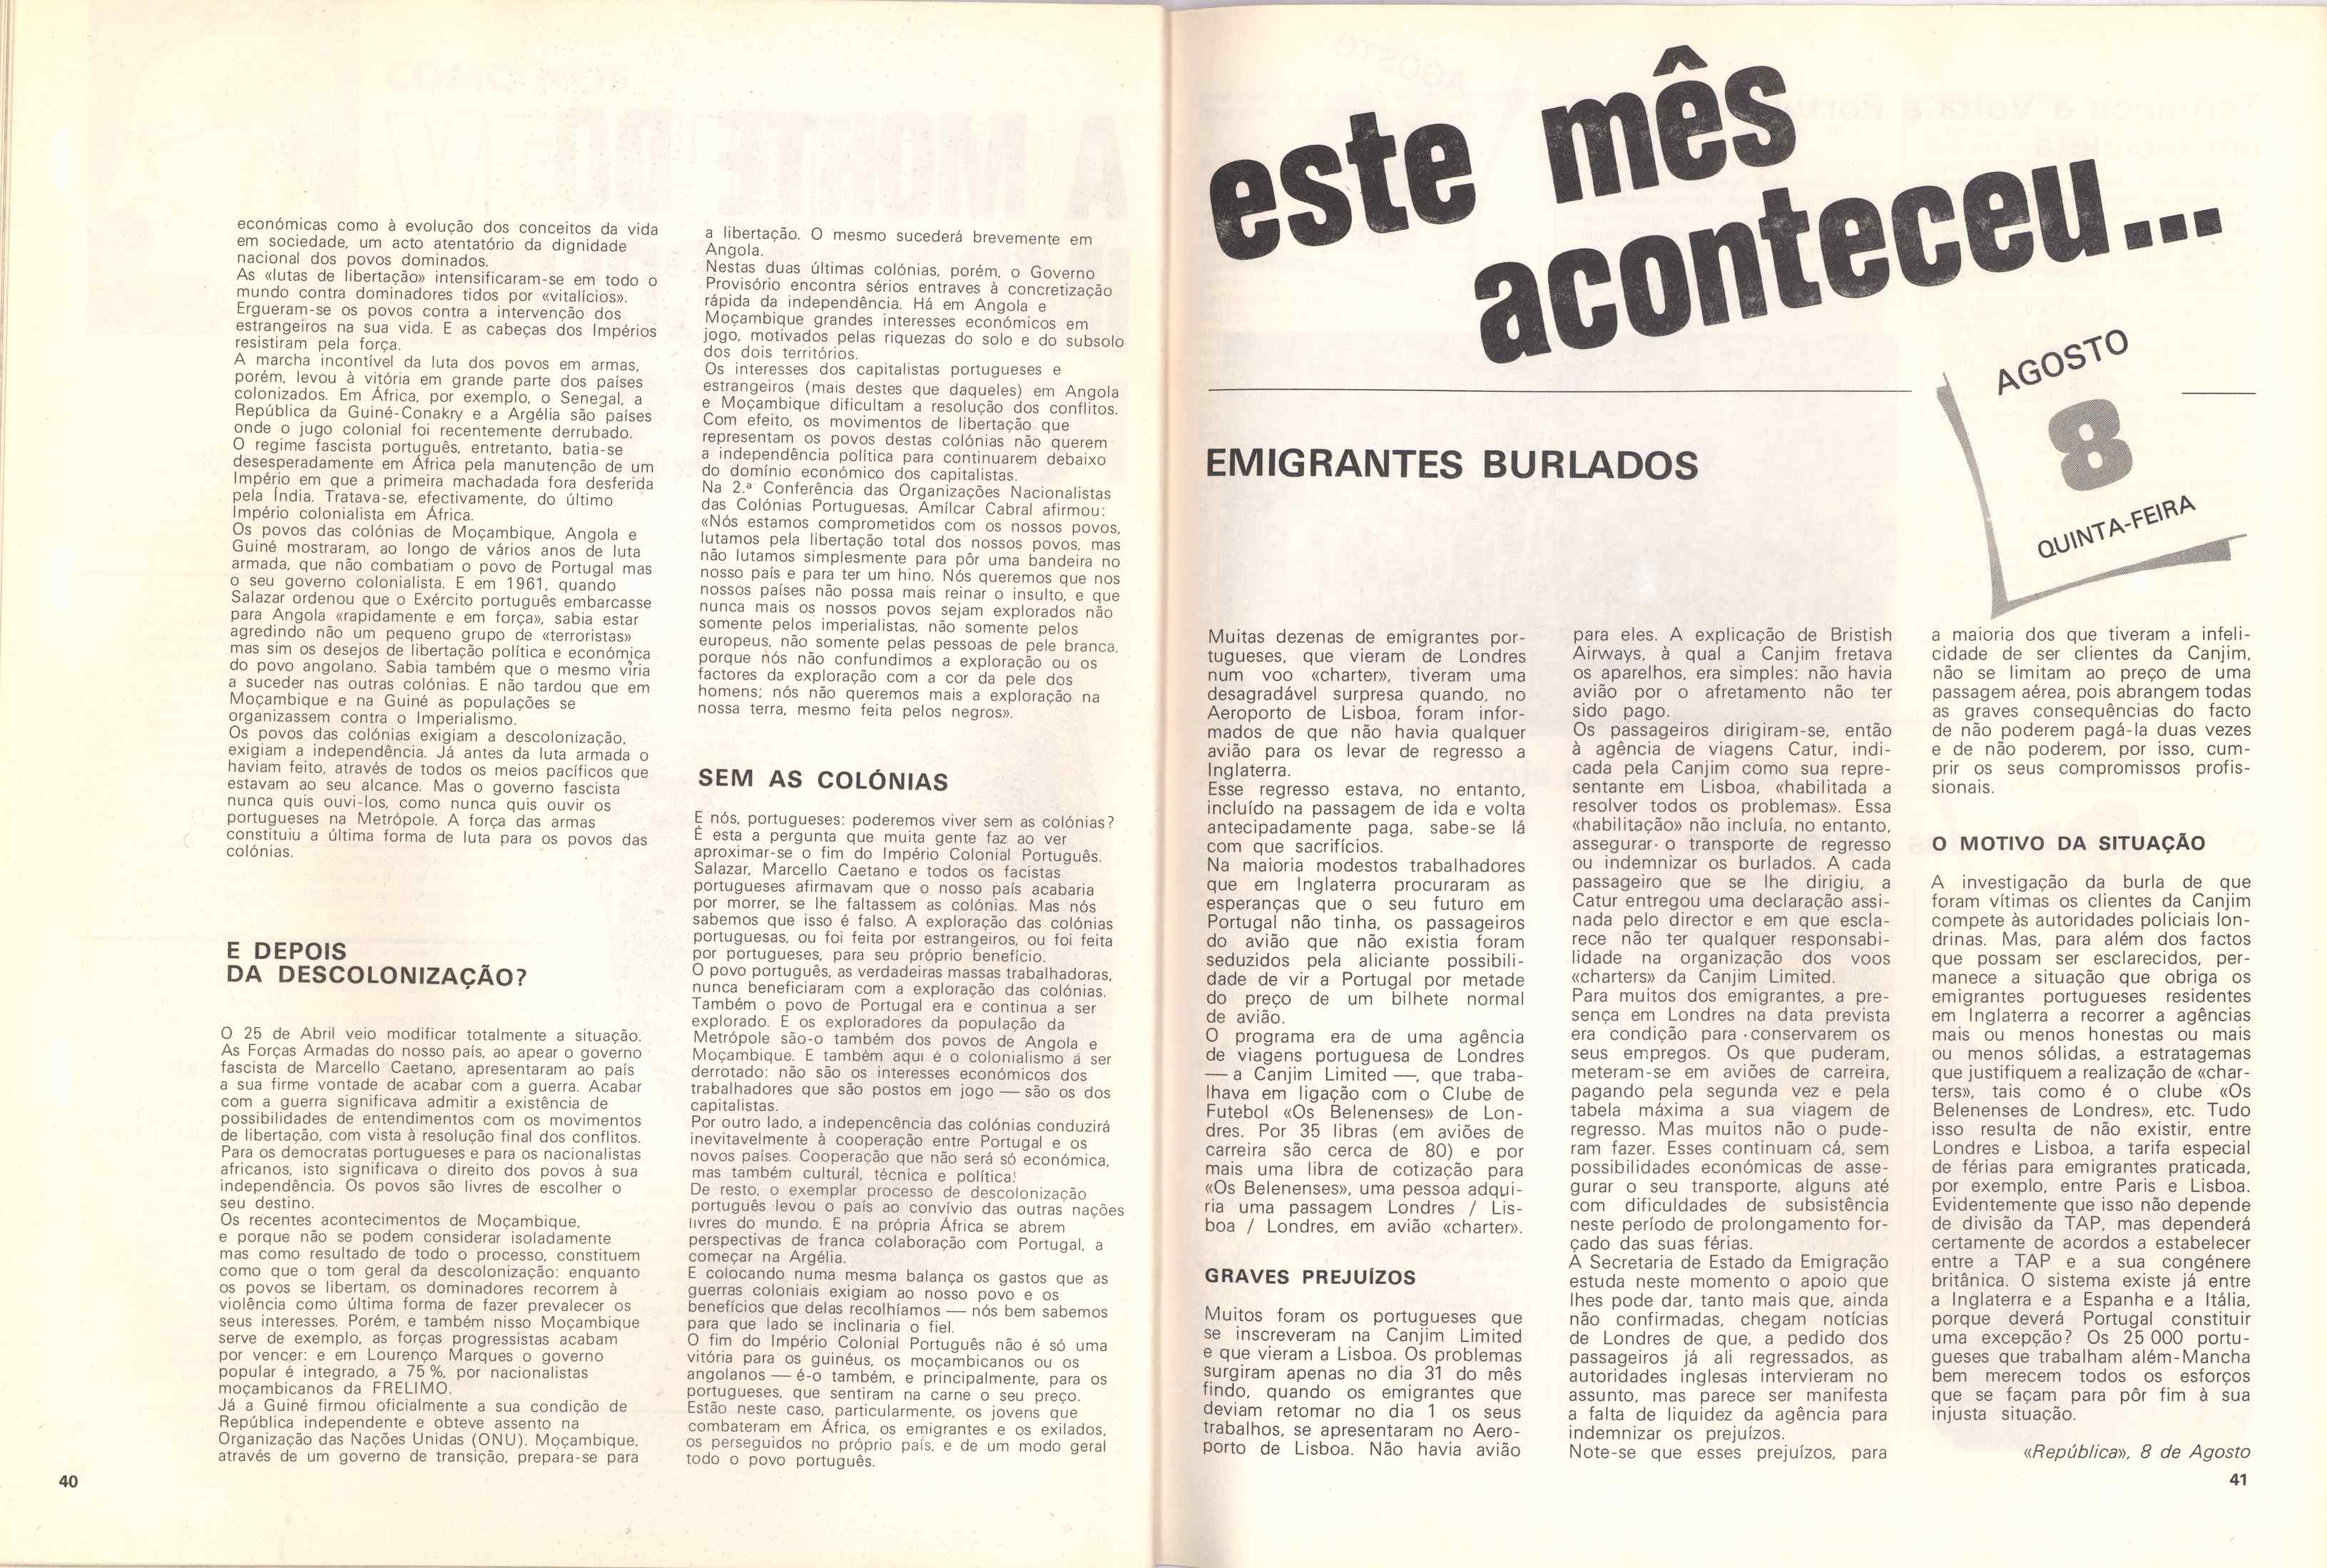 económicas como à evolução dos conceitos da vida
em sociedade, um acto atentatório da dignidade
nacional dos povos dominados.
As «lutas de libertação» intensificaram-se em todo o
mundo contra dominadores tidos por «vitalícios».
Ergueram-se os povos contra a intervenção dos
estrangeiros na sua vida. E as cabeças dos Impérios
resistiram pela força.
A marcha incontível da luta dos povos em armas,
porém, levou à vitória em grande parte dos países
colonizados. Em África, por exemplo, o Senegal, a
República da Guiné-Conakry e a Argélia são países
onde o jugo colonial foi recentemente derrubado.
O regime fascista português, entretanto, batia-se
desesperadamente em África pela manutenção de um
Império em que a primeira machadada fora desferida
pela Índia. Tratava-se, efectivamente, do último
Império colonialista em África.
Os povos das colónias de Moçambique, Angola e
Guiné mostraram, ao longo de vários anos de luta
armada, que não combatiam o povo de Portugal mas
o seu governo colonialista. E em 1961, quando
Salazar ordenou que o Exército português embarcasse
para Angola «rapidamente e em força», sabia estar
agredindo não um pequeno grupo de «terroristas»
mas sim os desejos de libertação política e económica
do povo angolano. Sabia também que o mesmo viria
a suceder nas outras colónias. E não tardou que em
Moçambique e na Guiné as populações se
organizassem contra o Imperialismo.
Os povos das colónias exigiam a descolonização,
exigiam a independência. Já antes da luta armada o
haviam feito, através de todos os meios pacíficos que
estavam ao seu alcance. Mas o governo fascista
nunca quis ouvi-los, como nunca quis ouvir os
portugueses na Metrópole. A força das armas
constituiu a última forma de luta para os povos das
colónias.
E DEPOIS
DA DESCOLONIZAÇÃO?
O 25 de Abril veio modificar totalmente a situação.
As Forças Armadas do nosso país, ao apear o governo
fascista de Marcello Caetano, apresentaram ao país
a sua firme vontade de acabar com a guerra. Acabar
com a guerra significava admitir a existência de
possibilidades de entendimentos com os movimentos
de libertação, com vista à resolução final dos conflitos.
Para os democratas portugueses e para os nacionalistas
africanos, isto significava o direito dos povos à sua
independência. Os povos são livres de escolher o
seu destino.
Os recentes acontecimentos de Moçambique,
e porque não se podem considerar isoladamente
mas como resultado de todo o processo, constituem
como que o tom geral da descolonização: enquanto
os povos se libertam, os dominadores recorrem à
violência como última forma de fazer prevalecer os
seus interesses. Porém, e também nisso Moçambique
serve de exemplo, as forças progressistas acabam
por vencer: e em Lourenço Marques o governo
popular é integrado, a 75 %, por nacionalistas
moçambicanos da FRELIMO.
Já a Guiné firmou oficialmente a sua condição de
República independente e obteve assento na
Organização das Nações Unidas (ONU). Moçambique,
através de um governo de transição, prepara-se para
40
a libertação. O mesmo sucederá brevemente em
Angola.
Nestas duas últimas colónias, porém, o Governo
Provisório encontra sérios entraves à concretização
rápida da independência. Há em Angola e
Moçambique grandes interesses económicos em
jogo, motivados pelas riquezas do solo e do subsolo
dos dois territórios.
Os interesses dos capitalistas portugueses e
estrangeiros (mais destes que daqueles) em Angola
e Moçambique dificultam a resolução dos conflitos.
Com efeito, os movimentos de libertação que
representam os povos destas colónias não querem
a independência política para continuarem debaixo
do domínio económico dos capitalistas.
Na 2.ª Conferência das Organizações Nacionalistas
das Colónias Portuguesas, Amílcar Cabral afirmou:
«Nós estamos comprometidos com os nossos povos,
lutamos pela libertação total dos nossos povos, mas
não lutamos simplesmente para pôr uma bandeira no
nosso país e para ter um hino. Nós queremos que nos
nossos países não possa mais reinar o insulto, e que
nunca mais os nossos povos sejam explorados não
somente pelos imperialistas, não somente pelos
europeus, não somente pelas pessoas de pele branca,
porque nós não confundimos a exploração ou os
factores da exploração com a cor da pele dos
homens; nós não queremos mais a exploração na
nossa terra, mesmo feita pelos negros».
SEM AS COLÓNIAS
E nós, portugueses: poderemos viver sem as colónias?
É esta a pergunta que muita gente faz ao ver
aproximar-se o fim do Império Colonial Português.
Salazar, Marcello Caetano e todos os facistas
portugueses afirmavam que o nosso país acabaria
por morrer, se lhe faltassem as colónias. Mas nós
sabemos que isso é falso. A exploração das colónias
portuguesas, ou foi feita por estrangeiros, ou foi feita
por portugueses, para seu próprio benefício.
O povo português, as verdadeiras massas trabalhadoras,
nunca beneficiaram com a exploração das colónias.
Também o povo de Portugal era e continua a ser
explorado. E os exploradores da população da
Metrópole são-o também dos povos de Angola e
Moçambique. E também aqui é o colonialismo a ser
derrotado: não são os interesses económicos dos
trabalhadores que são postos em jogo — são os dos
capitalistas.
Por outro lado, a indepencência das colónias conduzirá
inevitavelmente à cooperação entre Portugal e os
novos países. Cooperação que não será só económica,
mas também cultural, técnica e política.
De resto, o exemplar processo de descolonização
português levou o país ao convívio das outras nações
livres do mundo. E na própria África se abrem
perspectivas de franca colaboração com Portugal, a
começar na Argélia.
E colocando numa mesma balança os gastos que as
guerras coloniais exigiam ao nosso povo e os
benefícios que delas recolhíamos — nós bem sabemos
para que lado se inclinaria o fiel.
O fim do Império Colonial Português não é só uma
vitória para os guinéus, os moçambicanos ou os
angolanos — é-o também, e principalmente, para os
portugueses, que sentiram na carne o seu preço.
Estão neste caso, particularmente, os jovens que
combateram em África, os emigrantes e os exilados,
os perseguidos no próprio país, e de um modo geral
todo o povo português.
este mês
aconteceu...
AGOSTO
8
QUINTA-FEIRA
EMIGRANTES BURLADOS
Muitas dezenas de emigrantes por-
tugueses, que vieram de Londres
num voo «charter», tiveram uma
desagradável surpresa quando, no
Aeroporto de Lisboa, foram infor-
mados de que não havia qualquer
avião para os levar de regresso a
Inglaterra.
Esse regresso estava, no entanto,
incluído na passagem de ida e volta
antecipadamente paga, sabe-se lá
com que sacrifícios.
Na maioria modestos trabalhadores
que em Inglaterra procuraram as
esperanças que o seu futuro em
Portugal não tinha, os passageiros
do avião que não existia foram
seduzidos pela aliciante possibili-
dade de vir a Portugal por metade
do preço de um bilhete normal
de avião.
O programa era de uma agência
de viagens portuguesa de Londres
— a Canjim Limited —, que traba-
lhava em ligação com o Clube de
Futebol «Os Belenenses» de Lon-
dres. Por 35 libras (em aviões de
carreira são cerca de 80) e por
mais uma libra de cotização para
«Os Belenenses», uma pessoa adqui-
ria uma passagem Londres / Lis-
boa / Londres, em avião «charter».
GRAVES PREJUÍZOS
Muitos foram os portugueses que
se inscreveram na Canjim Limited
e que vieram a Lisboa. Os problemas
surgiram apenas no dia 31 do mês
findo, quando os emigrantes que
deviam retomar no dia 1 os seus
trabalhos, se apresentaram no Aero-
porto de Lisboa. Não havia avião
para eles. A explicação de Bristish
Airways, à qual a Canjim fretava
os aparelhos, era simples: não havia
avião por o afretamento não ter
sido pago.
Os passageiros dirigiram-se, então
à agência de viagens Catur, indi-
cada pela Canjim como sua repre-
sentante em Lisboa, «habilitada a
resolver todos os problemas». Essa
«habilitação» não incluía, no entanto,
assegurar o transporte de regresso
ou indemnizar os burlados. A cada
passageiro que se lhe dirigiu, a
Catur entregou uma declaração assi-
nada pelo director e em que escla-
rece não ter qualquer responsabi-
lidade na organização dos voos
«charters» da Canjim Limited.
Para muitos dos emigrantes, a pre-
sença em Londres na data prevista
era condição para conservarem os
seus empregos. Os que puderam,
meteram-se em aviões de carreira,
pagando pela segunda vez e pela
tabela máxima a sua viagem de
regresso. Mas muitos não o pude-
ram fazer. Esses continuam cá, sem
possibilidades económicas de asse-
gurar o seu transporte, alguns até
com dificuldades de subsistência
neste período de prolongamento for-
çado das suas férias.
A Secretaria de Estado da Emigração
estuda neste momento o apoio que
lhes pode dar, tanto mais que, ainda
não confirmadas, chegam notícias
de Londres de que, a pedido dos
passageiros já ali regressados, as
autoridades inglesas intervieram no
assunto, mas parece ser manifesta
a falta de liquidez da agência para
indemnizar os prejuízos.
Note-se que esses prejuízos, para
a maioria dos que tiveram a infeli-
cidade de ser clientes da Canjim,
não se limitam ao preço de uma
passagem aérea, pois abrangem todas
as graves consequências do facto
de não poderem pagá-la duas vezes
e de não poderem, por isso, cum-
prir os seus compromissos profis-
sionais.
O MOTIVO DA SITUAÇÃO
A investigação da burla de que
foram vítimas os clientes da Canjim
compete às autoridades policiais lon-
drinas. Mas, para além dos factos
que possam ser esclarecidos, per-
manece a situação que obriga os
emigrantes portugueses residentes
em Inglaterra a recorrer a agências
mais ou menos honestas ou mais
ou menos sólidas, a estratagemas
que justifiquem a realização de «char-
ters», tais como é o clube «Os
Belenenses de Londres», etc. Tudo
isso resulta de não existir, entre
Londres e Lisboa, a tarifa especial
de férias para emigrantes praticada,
por exemplo, entre Paris e Lisboa.
Evidentemente que isso não depende
de divisão da TAP, mas dependerá
certamente de acordos a estabelecer
entre a TAP e a sua congénere
britânica. O sistema existe já entre
a Inglaterra e a Espanha e a Itália,
porque deverá Portugal constituir
uma excepção? Os 25 000 portu-
gueses que trabalham além-Mancha
bem merecem todos os esforços
que se façam para pôr fim à sua
injusta situação.
«República», 8 de Agosto
41